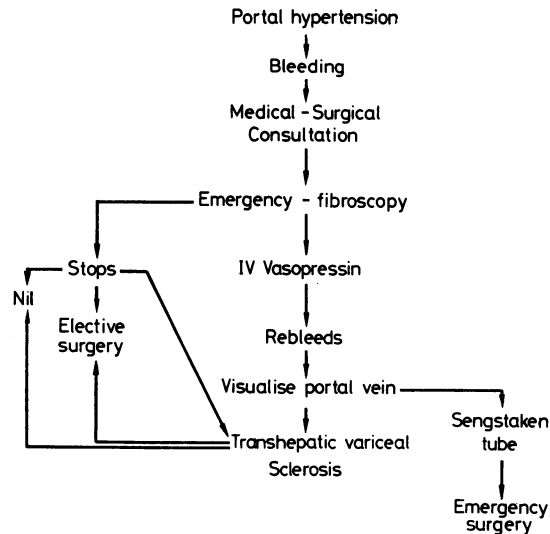 Portal hypertension
Bleeding
Medical - Surgical
Consultation
Emergency - fibroscopy
Stops
IV Vasopressin
Nil
Elective
surgery
Rebleeds
Visualise portal vein
Sengstaken
tube
Transhepatic variceal
Sclerosis
Emergency
surgery